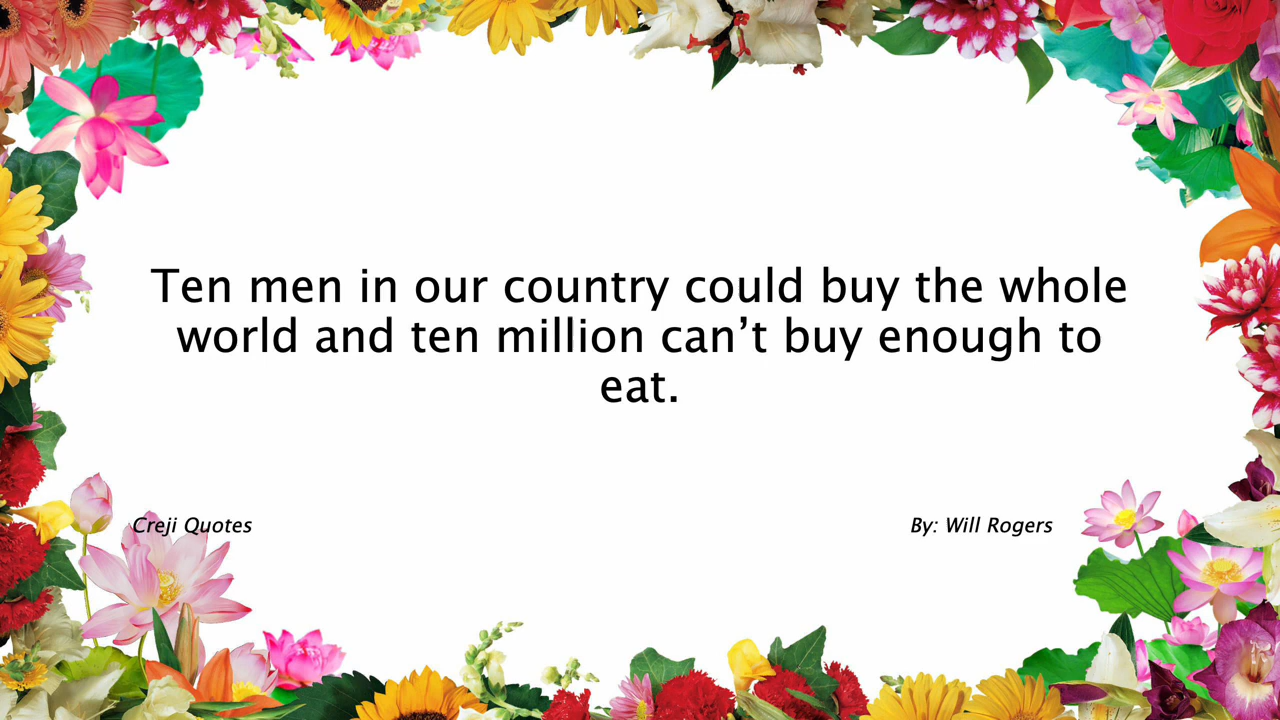 Ten men in our country could buy the whole
world and ten million can’t buy enough to
eat.
Creji Quotes
By: Will Rogers